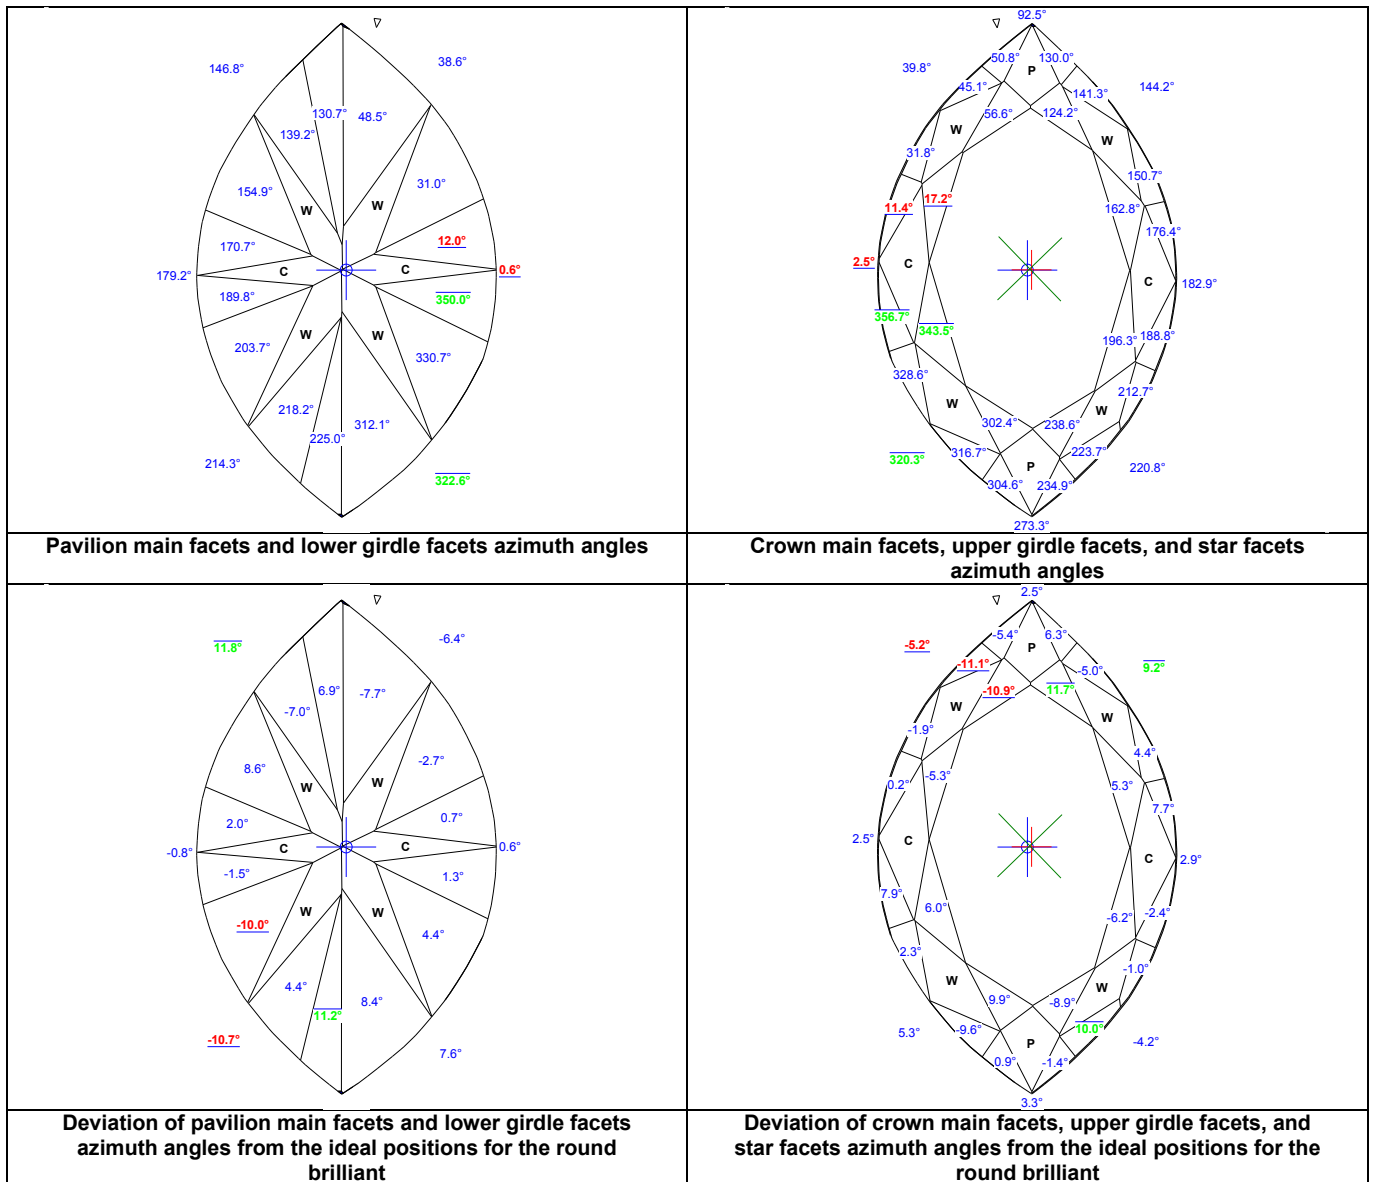 146.8°
38.6°
130.7°
48.5°
139.2°
154.9°
31.0°
W
W
170.7°
12.0°
179.2°
C
C
0.6°
189.8°
350.0°
W
W
203.7°
330.7°
218.2°
225.0°
312.1°
214.3°
322.6°
Pavilion main facets and lower girdle facets azimuth angles
92.5°
50.8°
130.0°
39.8°
P
45.1°
141.3°
144.2°
56.6°
124.2°
W
W
31.8°
150.7°
11.4°
17.2°
162.8°
176.4°
2.5°
C
C
182.9°
356.7°
343.5°
196.3°
188.8°
328.6°
212.7°
W
W
302.4°
238.6°
320.3°
316.7°
223.7°
220.8°
P
304.6°
234.9°
273.3°
Crown main facets, upper girdle facets, and star facets
azimuth angles
11.8°
-6.4°
6.9°
-7.7°
-7.0°
8.6°
-2.7°
W
W
2.0°
0.7°
-0.8°
C
C
0.6°
-1.5°
1.3°
W
W
-10.0°
4.4°
4.4°
11.2°
8.4°
-10.7°
7.6°
Deviation of pavilion main facets and lower girdle facets
azimuth angles from the ideal positions for the round
brilliant
2.5°
-5.4°
6.3°
-5.2°
P
-11.1°
-5.0°
9.2°
-10.9°
11.7°
W
W
-1.9°
4.4°
0.2°
-5.3°
5.3°
7.7°
2.5°
C
C
2.9°
7.9°
6.0°
-6.2°
-2.4°
2.3°
-1.0°
W
W
9.9°
-8.9°
5.3°
-9.6°
10.0°
-4.2°
P
0.9°
-1.4°
3.3°
Deviation of crown main facets, upper girdle facets, and
star facets azimuth angles from the ideal positions for the
round brilliant